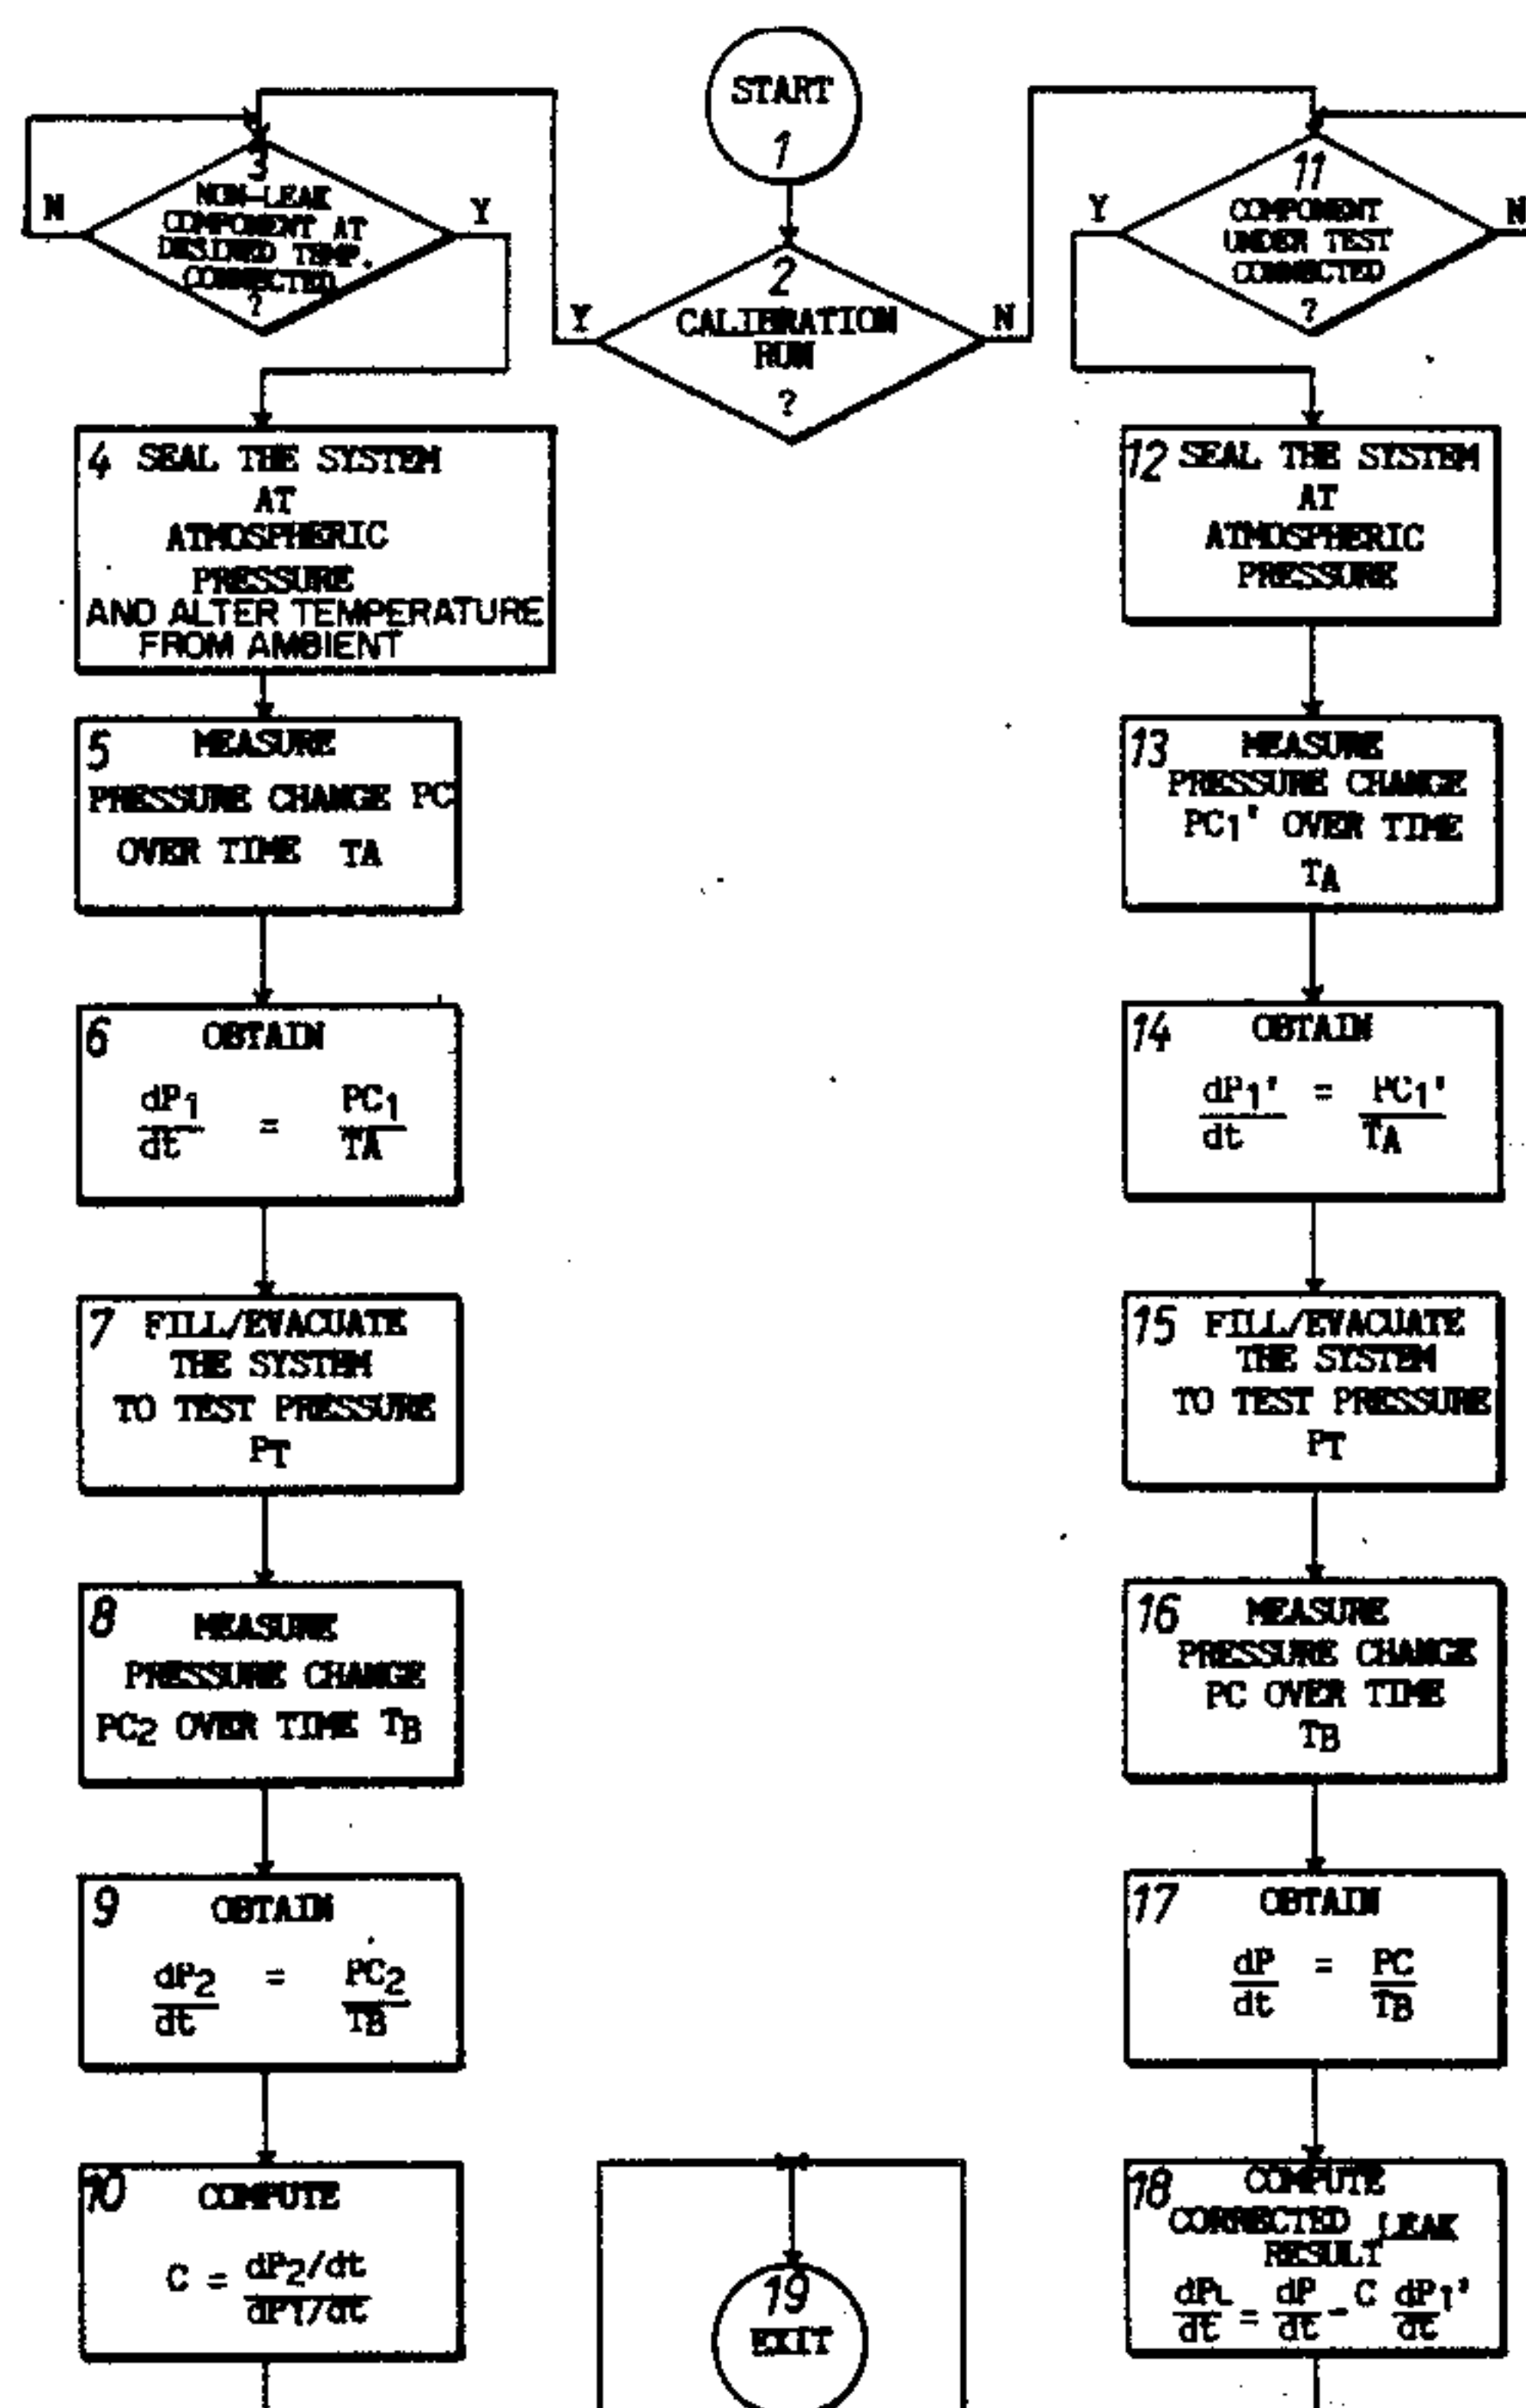 START
1
2
CALIBRATION
RUN
?
Y
N
3
NON-LEAK
COMPONENT AT
DESIRED TEMP.
CONNECTED
?
N
Y
4 SEAL THE SYSTEM
AT
ATMOSPHERIC
PRESSURE
AND ALTER TEMPERATURE
FROM AMBIENT
5 MEASURE
PRESSURE CHANGE PC
OVER TIME TA
6 OBTAIN
dP1/dt = PC1/TA
7 FILL/EVACUATE
THE SYSTEM
TO TEST PRESSURE
PT
8 MEASURE
PRESSURE CHANGE
PC2 OVER TIME TB
9 OBTAIN
dP2/dt = PC2/TB
10 COMPUTE
C = dP2/dt / dP1/dt
11
COMPONENT
UNDER TEST
CONNECTED
?
Y
N
12 SEAL THE SYSTEM
AT
ATMOSPHERIC
PRESSURE
13 MEASURE
PRESSURE CHANGE
PC1' OVER TIME
TA
14 OBTAIN
dP1'/dt = PC1'/TA
15 FILL/EVACUATE
THE SYSTEM
TO TEST PRESSURE
PT
16 MEASURE
PRESSURE CHANGE
PC OVER TIME
TB
17 OBTAIN
dP/dt = PC/TB
18 COMPUTE
CORRECTED LEAK
RESULT
dPL/dt = dP/dt - C dP1'/dt
19
EXIT